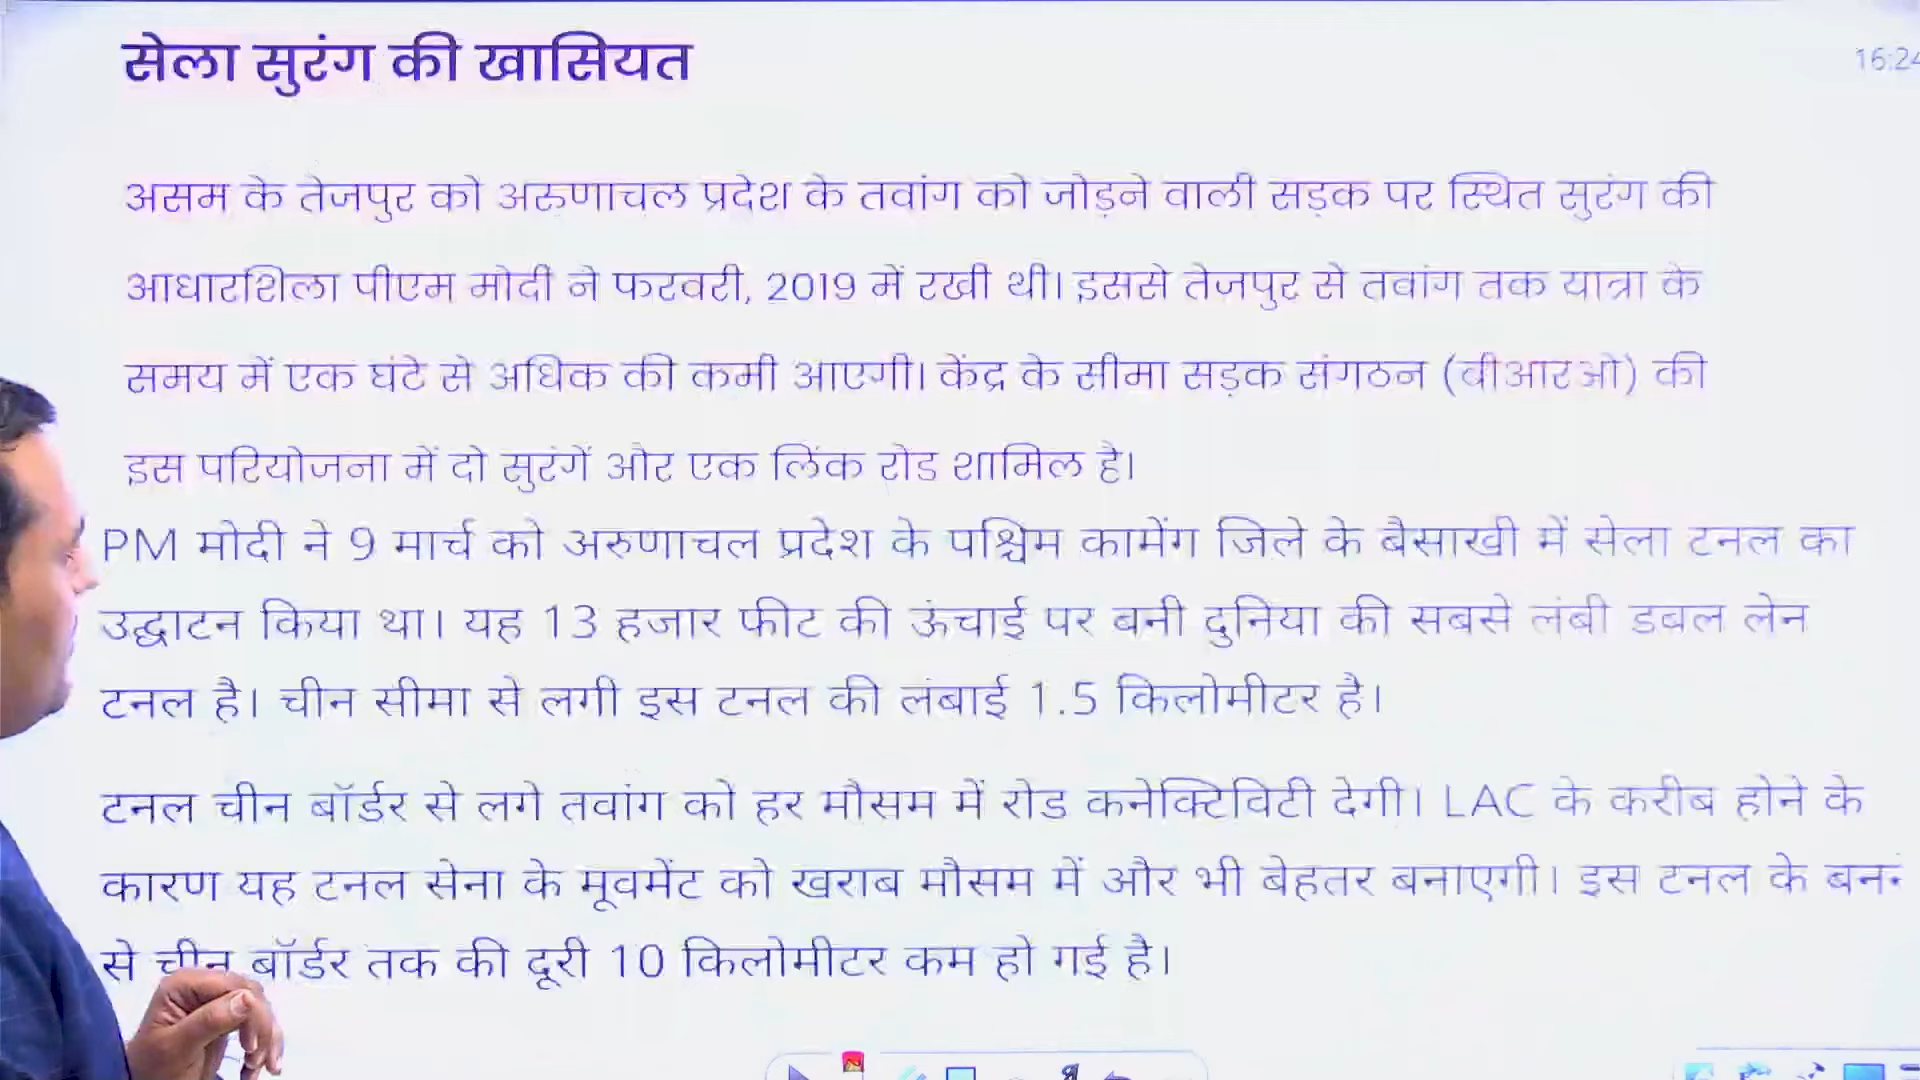 सेला सुरंग की खासियत
16:24
असम के तेजपुर को अरुणाचल प्रदेश के तवांग को जोड़ने वाली सड़क पर स्थित सुरंग की
आधारशिला पीएम मोदी ने फरवरी, 2019 में रखी थी। इससे तेजपुर से तवांग तक यात्रा के
समय में एक घंटे से अधिक की कमी आएगी। केंद्र के सीमा सड़क संगठन (बीआरओ) की
इस परियोजना में दो सुरंगें और एक लिंक रोड शामिल है।
PM मोदी ने 9 मार्च को अरुणाचल प्रदेश के पश्चिम कामेंग जिले के बैसाखी में सेला टनल का
उद्घाटन किया था। यह 13 हजार फीट की ऊंचाई पर बनी दुनिया की सबसे लंबी डबल लेन
टनल है। चीन सीमा से लगी इस टनल की लंबाई 1.5 किलोमीटर है।
टनल चीन बॉर्डर से लगे तवांग को हर मौसम में रोड कनेक्टिविटी देगी। LAC के करीब होने के
कारण यह टनल सेना के मूवमेंट को खराब मौसम में और भी बेहतर बनाएगी। इस टनल के
से चीन बॉर्डर तक की दूरी 10 किलोमीटर कम हो गई है।